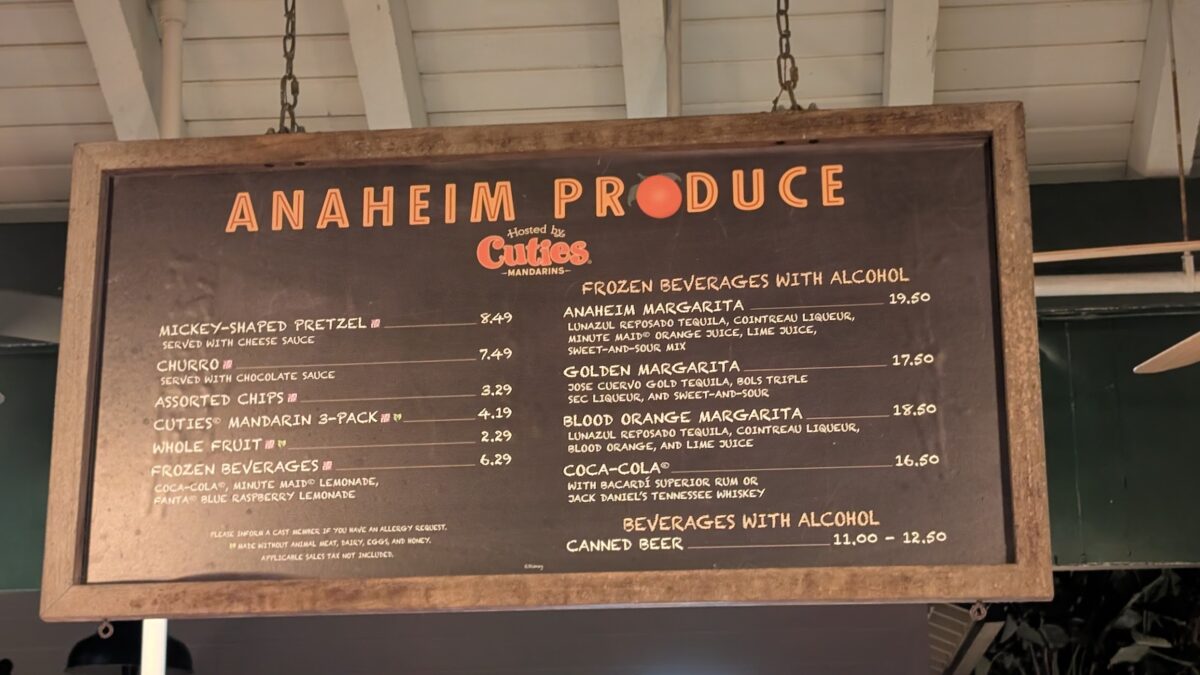 ANAHEIM PRODUCE
Hosted by
Cuties®
MANDARINS
MICKEY-SHAPED PRETZEL 8.49
SERVED WITH CHEESE SAUCE
CHURRO 7.49
SERVED WITH CHOCOLATE SAUCE
ASSORTED CHIPS 3.29
CUTIES® MANDARIN 3-PACK 4.19
WHOLE FRUIT 2.29
FROZEN BEVERAGES 6.29
COCA-COLA®, MINUTE MAID® LEMONADE,
FANTA® BLUE RASPBERRY LEMONADE
PLEASE INFORM A CAST MEMBER IF YOU HAVE AN ALLERGY REQUEST.
MADE WITHOUT ANIMAL MEAT, DAIRY, EGGS, AND HONEY.
APPLICABLE SALES TAX NOT INCLUDED.
FROZEN BEVERAGES WITH ALCOHOL
ANAHEIM MARGARITA 19.50
LUNAZUL REPOSADO TEQUILA, COINTREAU LIQUEUR,
MINUTE MAID® ORANGE JUICE, LIME JUICE,
SWEET-AND-SOUR MIX
GOLDEN MARGARITA 17.50
JOSE CUERVO GOLD TEQUILA, BOLS TRIPLE
SEC LIQUEUR, AND SWEET-AND-SOUR
BLOOD ORANGE MARGARITA 18.50
LUNAZUL REPOSADO TEQUILA, COINTREAU LIQUEUR,
BLOOD ORANGE, AND LIME JUICE
COCA-COLA® 16.50
WITH BACARDÍ SUPERIOR RUM OR
JACK DANIEL'S TENNESSEE WHISKEY
BEVERAGES WITH ALCOHOL
CANNED BEER 11.00 - 12.50
©Disney